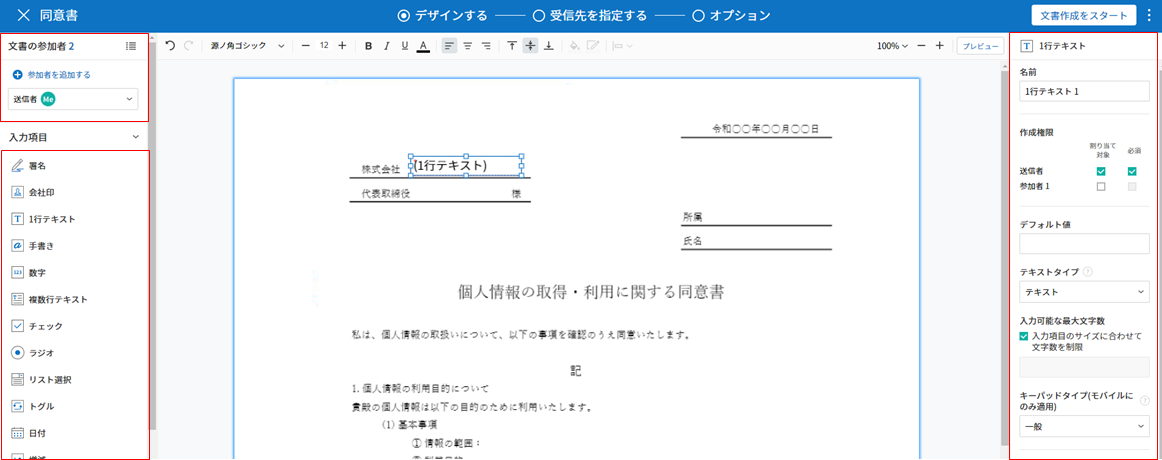 同意書
デザインする
受信先を指定する
オプション
文書作成をスタート
文書の参加者 2
参加者を追加する
送信者 Me
入力項目
署名
会社印
1行テキスト
手書き
数字
複数行テキスト
チェック
ラジオ
リスト選択
トグル
日付
増減
源ノ角ゴシック
12
B I U A
100%
プレビュー
令和〇〇年〇〇月〇〇日
株式会社 (1行テキスト)
代表取締役 様
所属
氏名
個人情報の取得・利用に関する同意書
私は、個人情報の取扱いについて、以下の事項を確認のうえ同意いたします。
記
1. 個人情報の利用目的について
貴殿の個人情報は以下の目的のために利用いたします。
(1) 基本事項
① 情報の範囲：
1行テキスト
名前
1行テキスト 1
作成権限
割り当て対象 必須
送信者
参加者 1
デフォルト値
テキストタイプ
テキスト
入力可能な最大文字数
入力項目のサイズに合わせて
文字数を制限
キーパッドタイプ(モバイルに
のみ適用)
一般